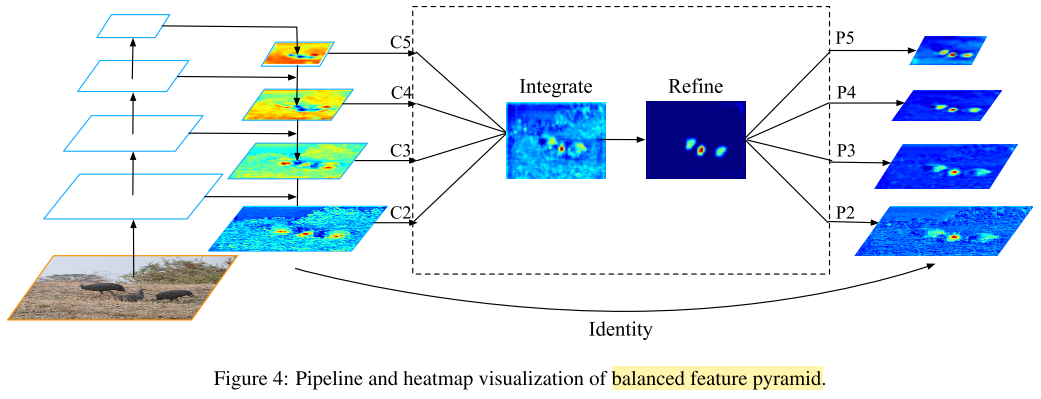 C5
P5
Integrate
Refine
C4
P4
C3
P3
C2
P2
Identity
Figure 4: Pipeline and heatmap visualization of balanced feature pyramid.